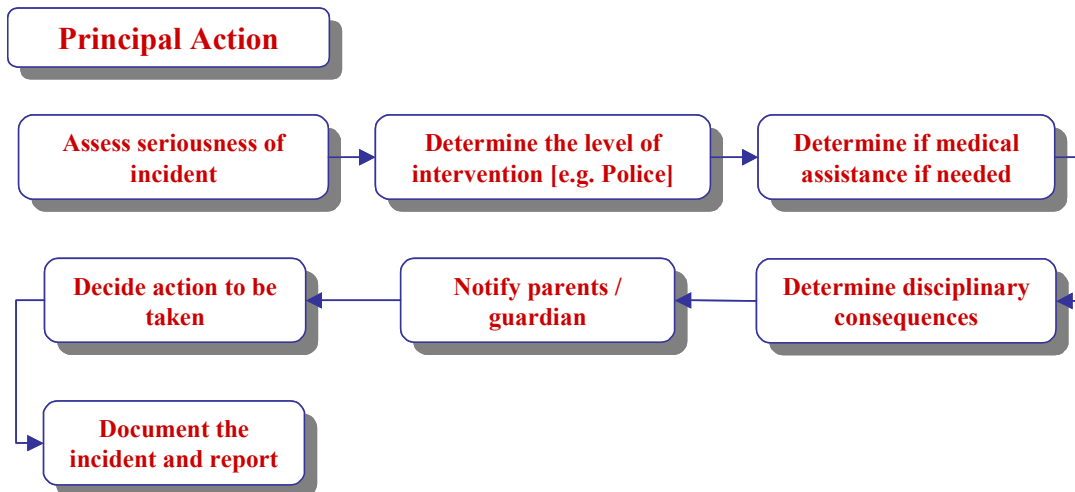 Principal Action
Assess seriousness of
incident
Determine the level of
intervention [e.g. Police]
Determine if medical
assistance if needed
Determine disciplinary
consequences
Notify parents /
guardian
Decide action to be
taken
Document the
incident and report